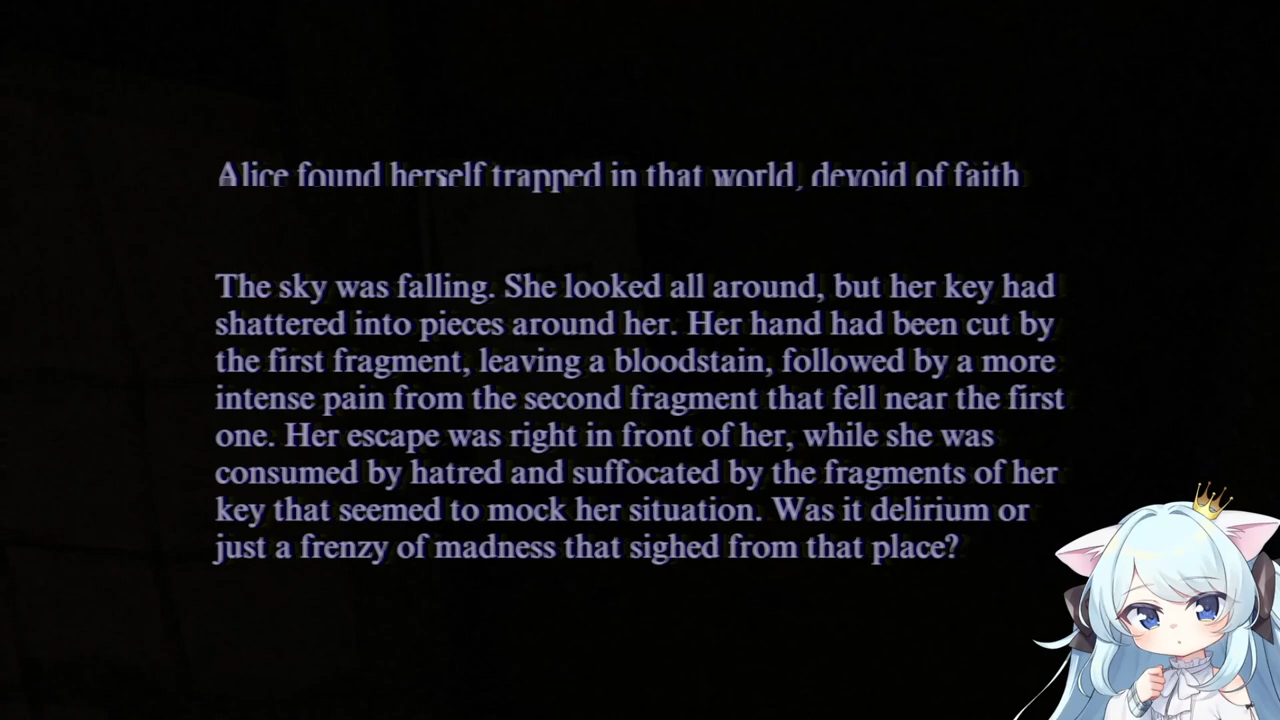 Alice found herself trapped in that world, devoid of faith
The sky was falling. She looked all around, but her key had
shattered into pieces around her. Her hand had been cut by
the first fragment, leaving a bloodstain, followed by a more
intense pain from the second fragment that fell near the first
one. Her escape was right in front of her, while she was
consumed by hatred and suffocated by the fragments of her
key that seemed to mock her situation. Was it delirium or
just a frenzy of madness that sighed from that place?